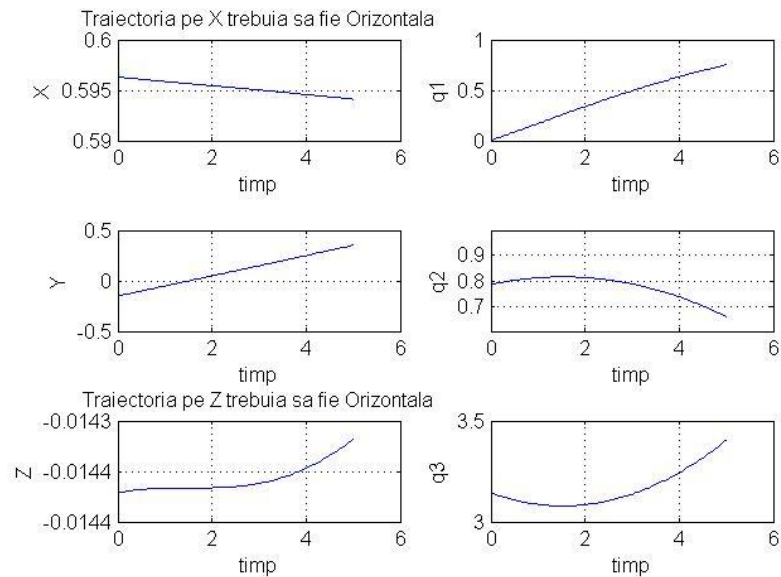 Traiectoria pe X trebuia sa fie Orizontala
0.6
0.595
0.59
X
0 2 4 6
timp
1
0.5
0
q1
0 2 4 6
timp
0.5
0
-0.5
Y
0 2 4 6
timp
0.9
0.8
0.7
q2
0 2 4 6
timp
Traiectoria pe Z trebuia sa fie Orizontala
-0.0143
-0.0144
-0.0144
Z
0 2 4 6
timp
3.5
3
q3
0 2 4 6
timp